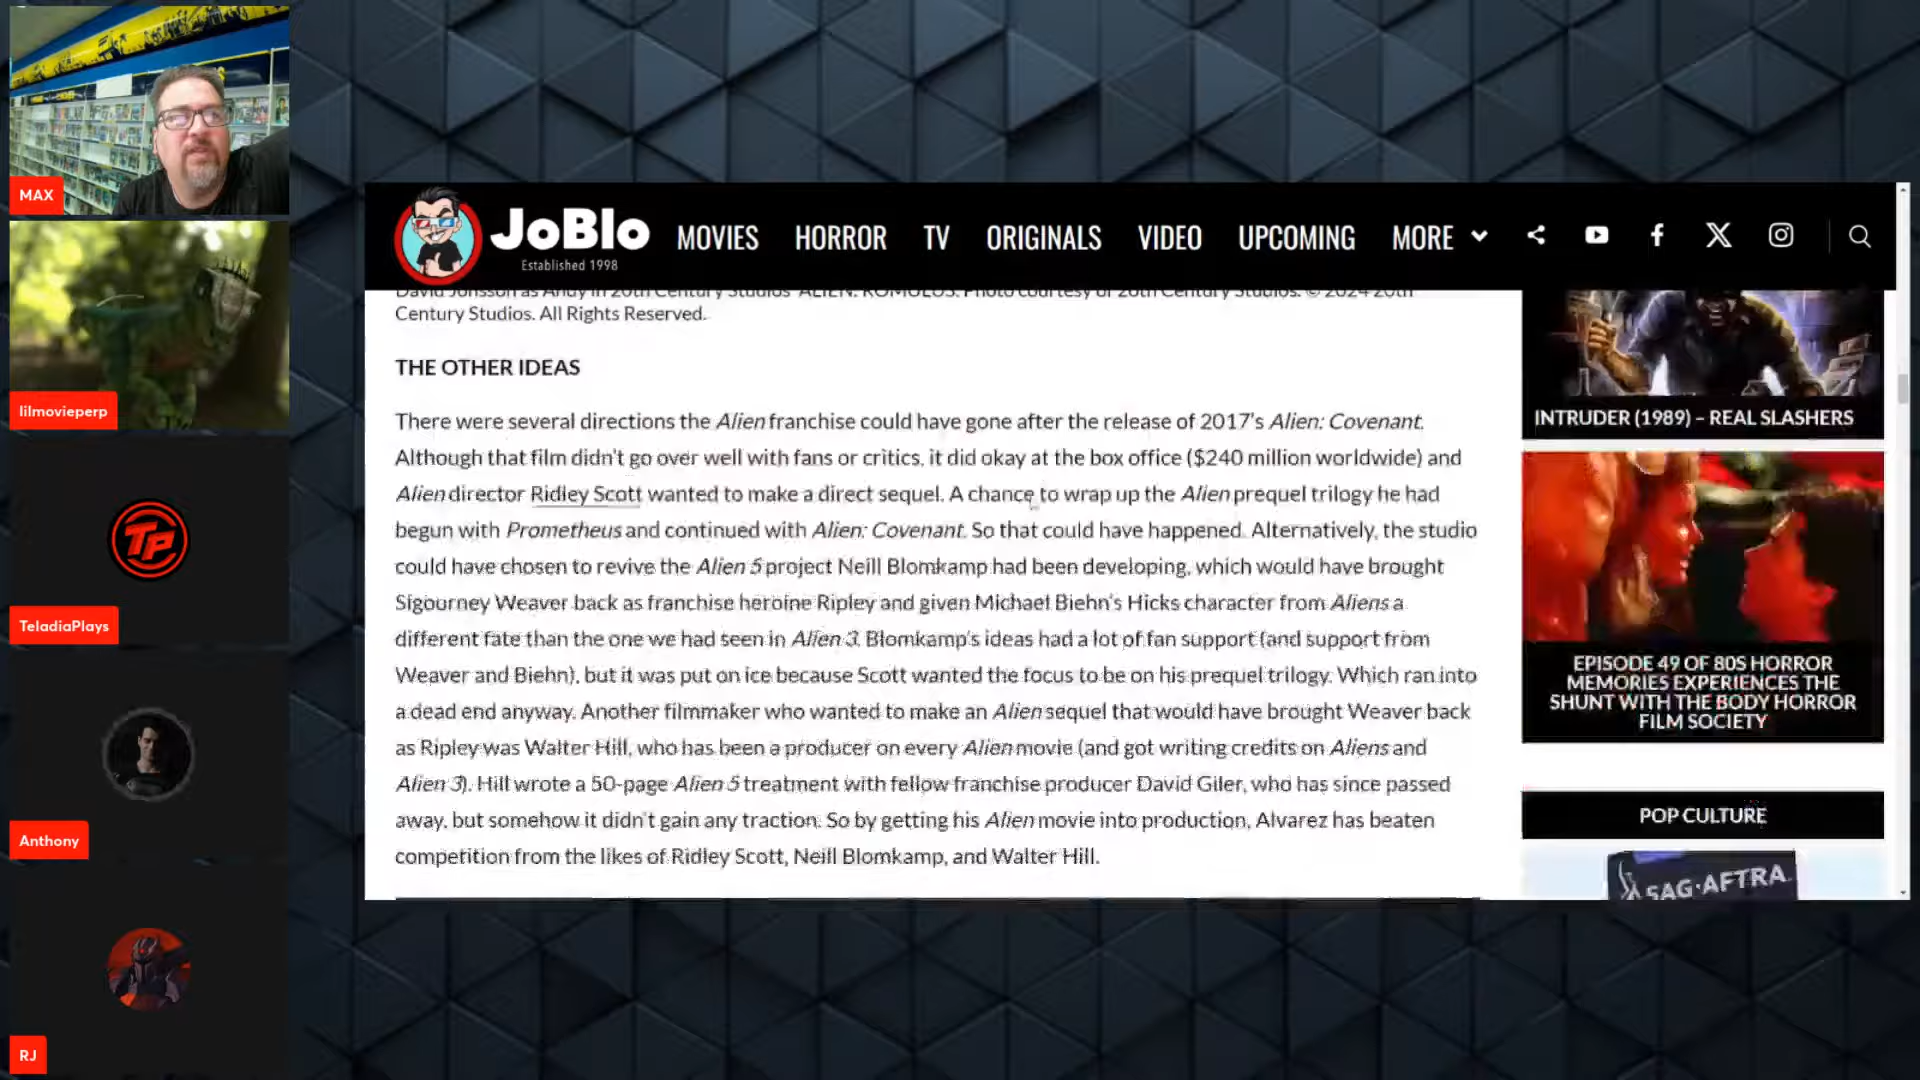 MAX
lilmovieperp
TP
TeladiaPlays
Anthony
RJ
JoBlo
Established 1998
MOVIES HORROR TV ORIGINALS VIDEO UPCOMING MORE
David Jonsson as Andy in 20th Century Studios' ALIEN: ROMULUS. Photo courtesy of 20th Century Studios. © 2024 20th
Century Studios. All Rights Reserved.
THE OTHER IDEAS
There were several directions the Alien franchise could have gone after the release of 2017's Alien: Covenant.
Although that film didn't go over well with fans or critics, it did okay at the box office ($240 million worldwide) and
Alien director Ridley Scott wanted to make a direct sequel. A chance to wrap up the Alien prequel trilogy he had
begun with Prometheus and continued with Alien: Covenant. So that could have happened. Alternatively, the studio
could have chosen to revive the Alien 5 project Neill Blomkamp had been developing, which would have brought
Sigourney Weaver back as franchise heroine Ripley and given Michael Biehn's Hicks character from Aliens a
different fate than the one we had seen in Alien 3. Blomkamp's ideas had a lot of fan support (and support from
Weaver and Biehn), but it was put on ice because Scott wanted the focus to be on his prequel trilogy. Which ran into
a dead end anyway. Another filmmaker who wanted to make an Alien sequel that would have brought Weaver back
as Ripley was Walter Hill, who has been a producer on every Alien movie (and got writing credits on Aliens and
Alien 3). Hill wrote a 50-page Alien 5 treatment with fellow franchise producer David Giler, who has since passed
away, but somehow it didn't gain any traction. So by getting his Alien movie into production, Alvarez has beaten
competition from the likes of Ridley Scott, Neill Blomkamp, and Walter Hill.
INTRUDER (1989) – REAL SLASHERS
EPISODE 49 OF 80S HORROR
MEMORIES EXPERIENCES THE
SHUNT WITH THE BODY HORROR
FILM SOCIETY
POP CULTURE
SAG·AFTRA